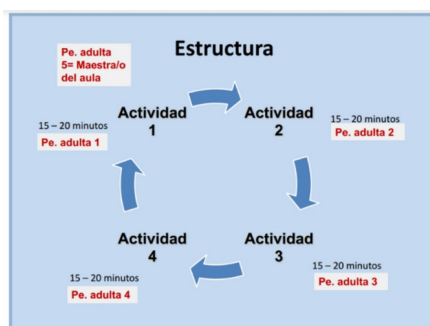 Estructura
Pe. adulta
5= Maestra/o
del aula
Actividad
1
15 – 20 minutos
Pe. adulta 1
Actividad
2
15 – 20 minutos
Pe. adulta 2
Actividad
3
15 – 20 minutos
Pe. adulta 3
Actividad
4
15 – 20 minutos
Pe. adulta 4